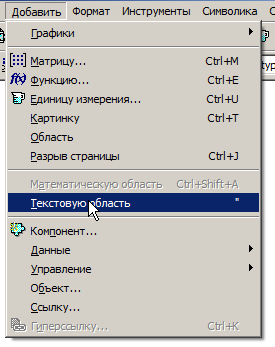 Добавить Формат Инструменты Символика
Графики
Матрицу... Ctrl+M
f(x) Функцию... Ctrl+E
Единицу измерения... Ctrl+U
Картинку Ctrl+T
Область
Разрыв страницы Ctrl+J
Математическую область Ctrl+Shift+A
Текстовую область "
Компонент...
Данные
Управление
Объект...
Ссылку...
Гиперссылку... Ctrl+K